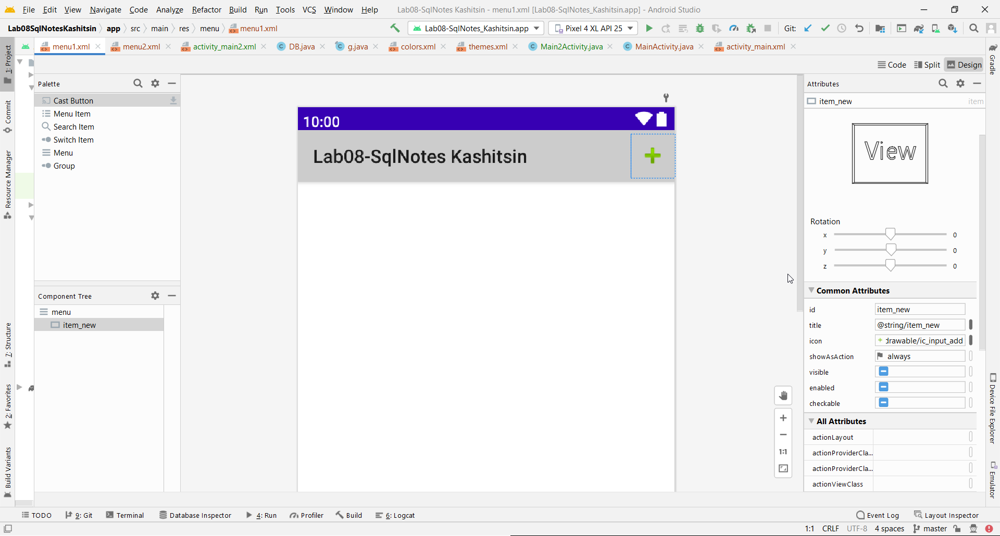 File Edit View Navigate Code Analyze Refactor Build Run Tools VCS Window Help Lab08-SqlNotes Kashitsin - menu1.xml [Lab08-SqlNotes_Kashitsin.app] - Android Studio
Lab08SqlNotesKashitsin app src main res menu menu1.xml Lab08-SqlNotes_Kashitsin.app Pixel 4 XL API 25 Git:
menu1.xml menu2.xml activity_main2.xml DB.java g.java colors.xml themes.xml Main2Activity.java MainActivity.java activity_main.xml
Code Split Design
1: Project
Commit
Resource Manager
7: Structure
2: Favorites
Build Variants
Palette
Cast Button
Menu Item
Search Item
Switch Item
Menu
Group
Component Tree
menu
item_new
10:00
Lab08-SqlNotes Kashitsin
1:1
Attributes
item_new item
View
Rotation
x 0
y 0
z 0
Common Attributes
id item_new
title @string/item_new
icon drawable/ic_input_add
showAsAction always
visible
enabled
checkable
All Attributes
actionLayout
actionProviderCla...
actionProviderCla...
actionViewClass
Gradle
Device File Explorer
Emulator
TODO 9: Git Terminal Database Inspector 4: Run Profiler Build 6: Logcat Event Log Layout Inspector
1:1 CRLF UTF-8 4 spaces master